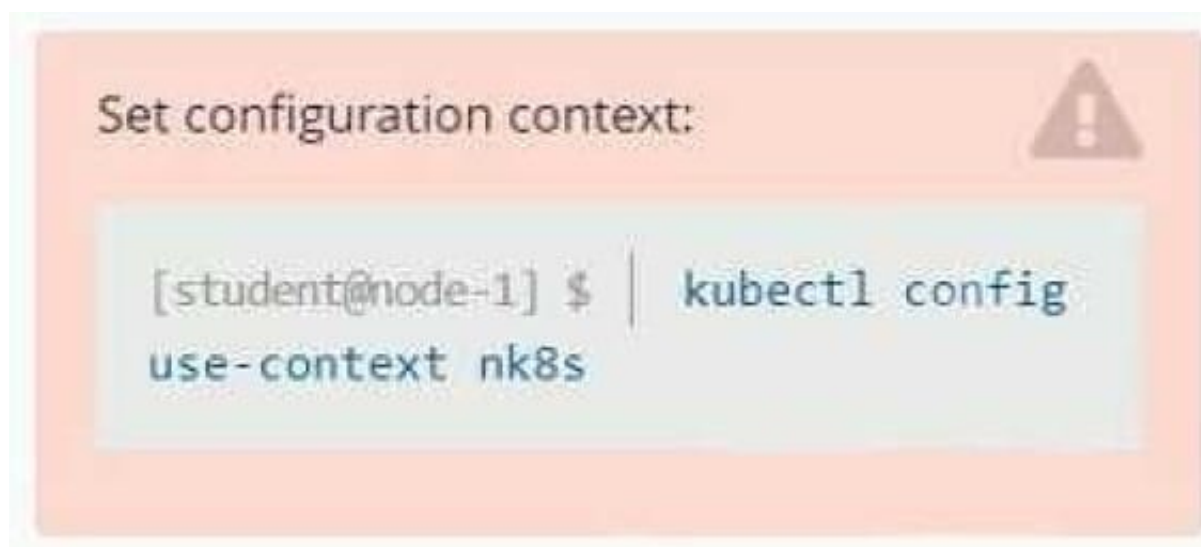 Set configuration context:
[student@node-1] $ | kubectl config
use-context nk8s